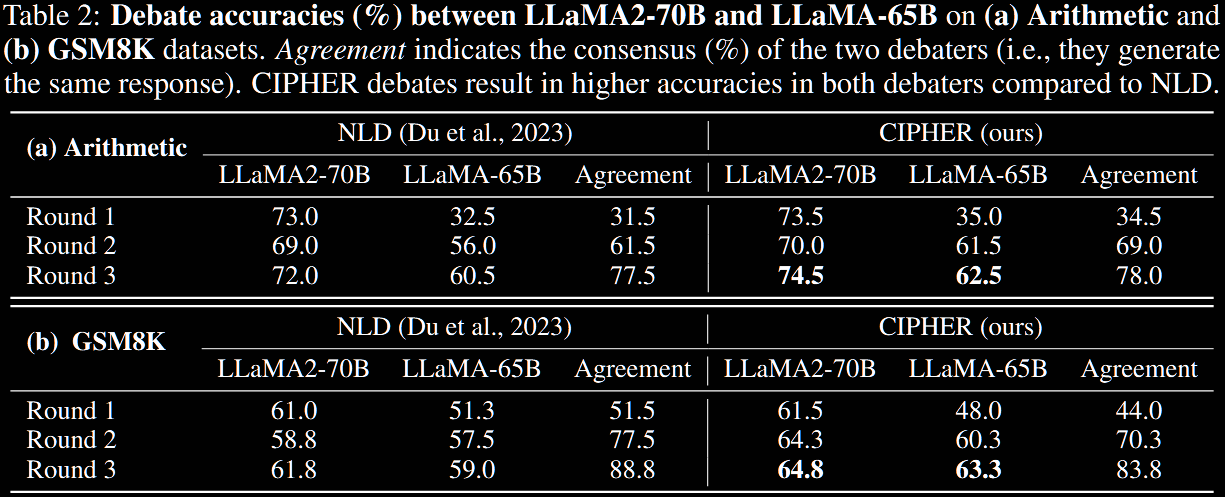 Table 2: Debate accuracies (%) between LLaMA2-70B and LLaMA-65B on (a) Arithmetic and
(b) GSM8K datasets. Agreement indicates the consensus (%) of the two debaters (i.e., they generate
the same response). CIPHER debates result in higher accuracies in both debaters compared to NLD.
(a) Arithmetic NLD (Du et al., 2023) CIPHER (ours)
LLaMA2-70B LLaMA-65B Agreement LLaMA2-70B LLaMA-65B Agreement
Round 1 73.0 32.5 31.5 73.5 35.0 34.5
Round 2 69.0 56.0 61.5 70.0 61.5 69.0
Round 3 72.0 60.5 77.5 74.5 62.5 78.0
(b) GSM8K NLD (Du et al., 2023) CIPHER (ours)
LLaMA2-70B LLaMA-65B Agreement LLaMA2-70B LLaMA-65B Agreement
Round 1 61.0 51.3 51.5 61.5 48.0 44.0
Round 2 58.8 57.5 77.5 64.3 60.3 70.3
Round 3 61.8 59.0 88.8 64.8 63.3 83.8